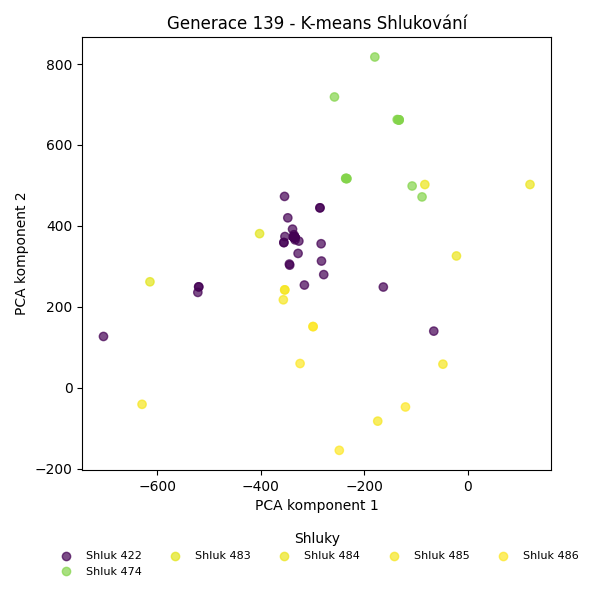 Generace 139 - K-means Shlukování
PCA komponent 2
800
600
400
200
0
−200
−600
−400
−200
0
PCA komponent 1
Shluky
Shluk 422
Shluk 483
Shluk 484
Shluk 485
Shluk 486
Shluk 474